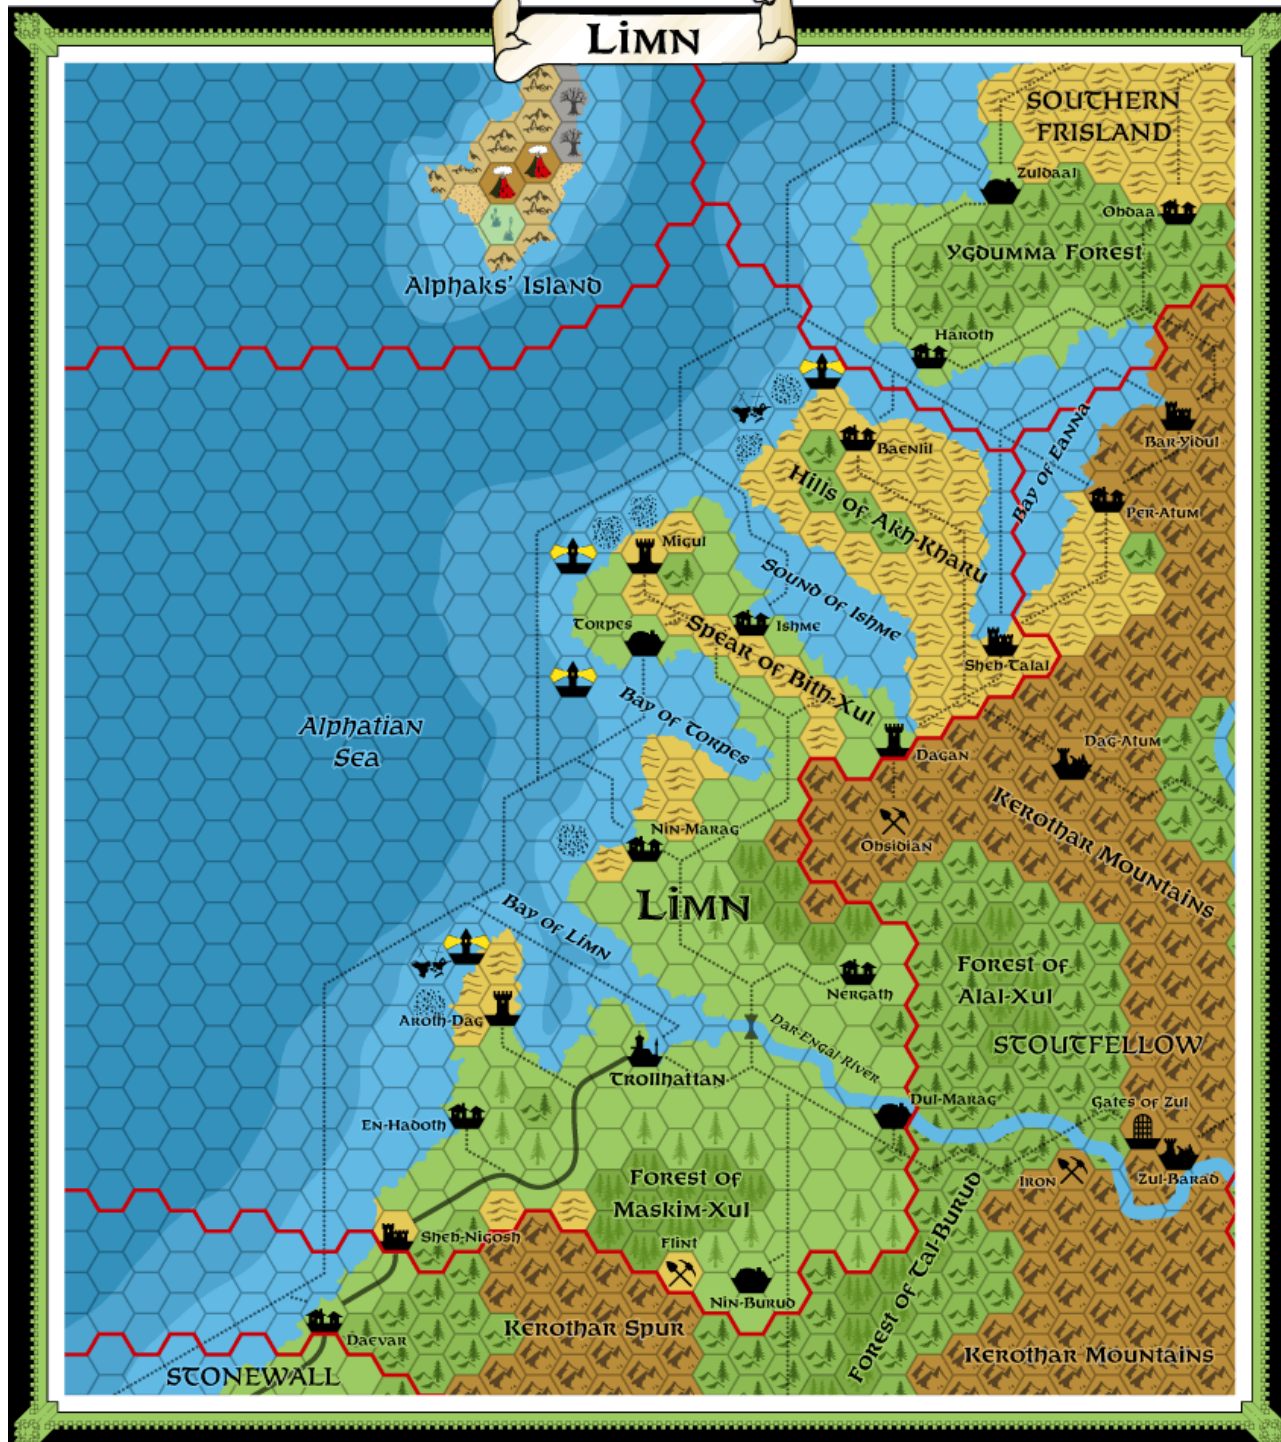 Limn
SOUTHERN
FRISLAND
Zuldaal
Obdaa
Ygdumma Forest
Alphaks' Island
Haroth
Bar-Yidul
Baenlil
Bay of Eanna
Hills of Akh-Kharu
Per-Atum
Migul
Sound of Ishme
Torpes
Ishme
Spear of Bith-Xul
Sheb-Talal
Bay of Torpes
Alphatian
Sea
Dagan
Dag-Atum
Kerothar Mountains
Nin-Marag
Obsidian
Limn
Bay of Limn
Forest of
Alal-Xul
Nergath
Aroth-Dag
Dar-Engal River
STOUTFELLOW
Trollhattan
Dul-Marag
Gates of Zul
En-Hadoth
Forest of
Maskim-Xul
Iron
Zul-Barad
Sheb-Nigosh
Flint
Forest of Tal-Burud
Nin-Burud
Kerothar Spur
Daevar
Kerothar Mountains
STONEWALL